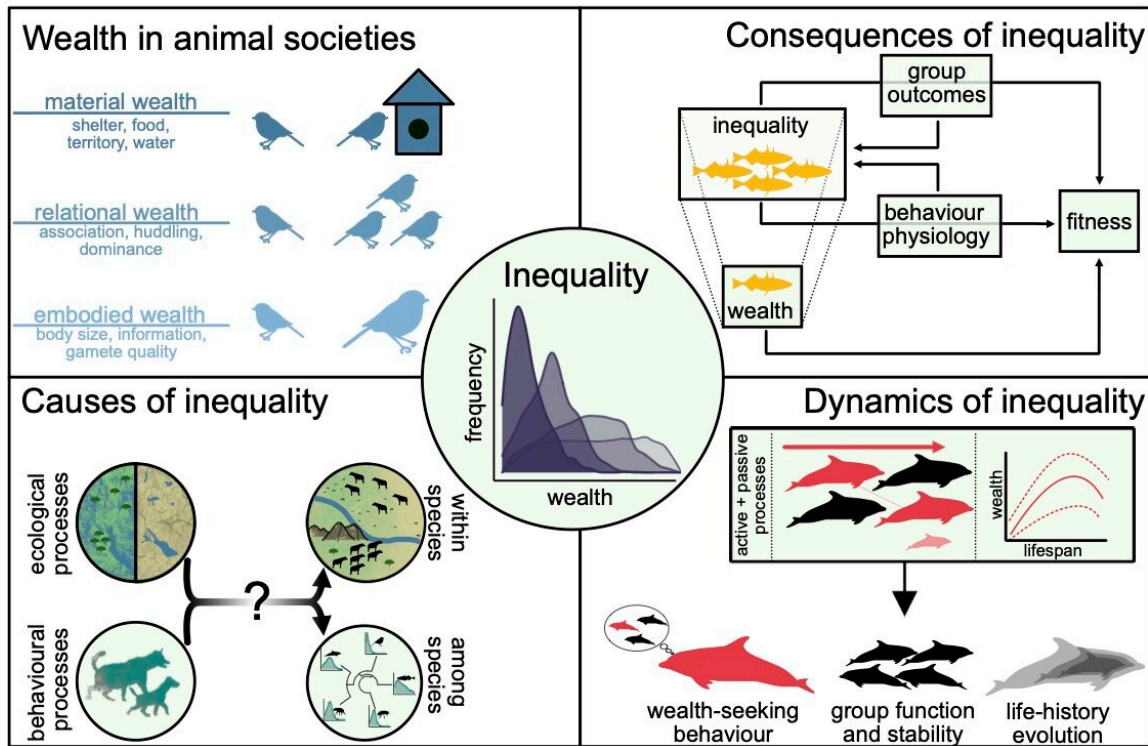 Wealth in animal societies
material wealth
shelter, food,
territory, water
relational wealth
association, huddling,
dominance
embodied wealth
body size, information,
gamete quality
Consequences of inequality
group
outcomes
inequality
behaviour
physiology
fitness
wealth
Inequality
frequency
wealth
Causes of inequality
ecological
processes
behavioural
processes
?
within
species
among
species
Dynamics of inequality
active + passive
processes
wealth
lifespan
wealth-seeking
behaviour
group function
and stability
life-history
evolution